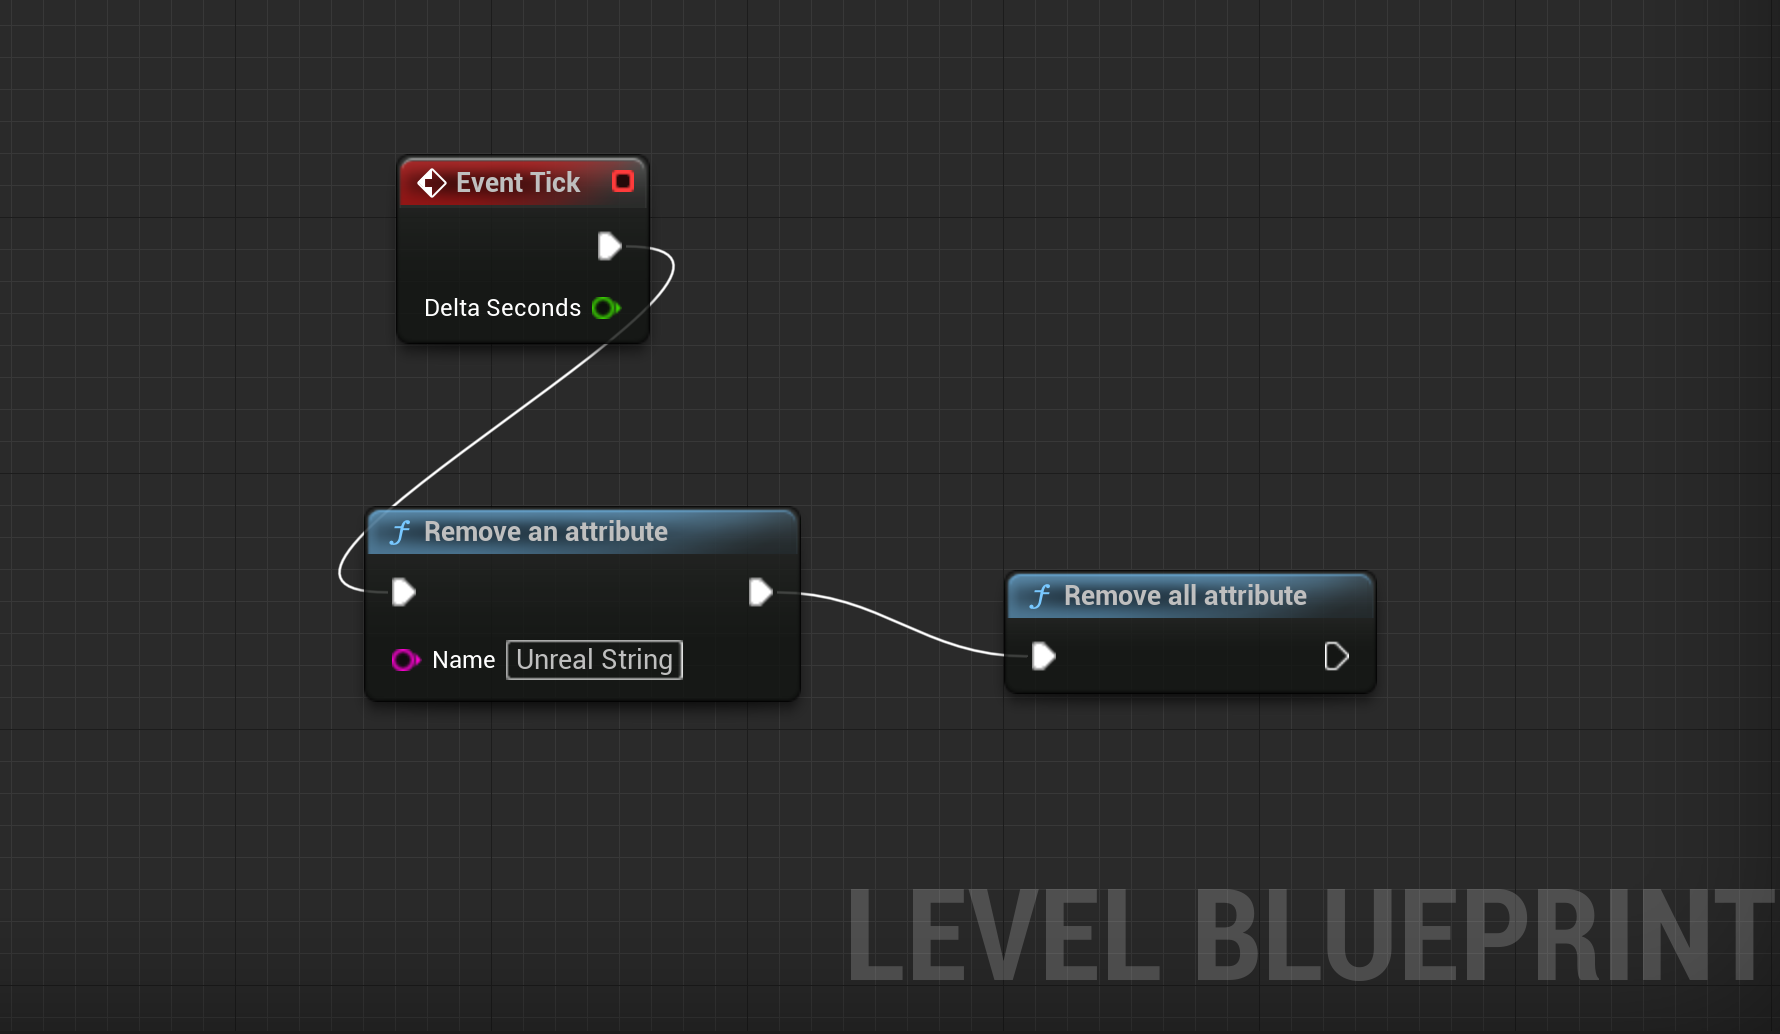 Event Tick
Delta Seconds
f Remove an attribute
Name Unreal String
f Remove all attribute
LEVEL BLUEPRINT